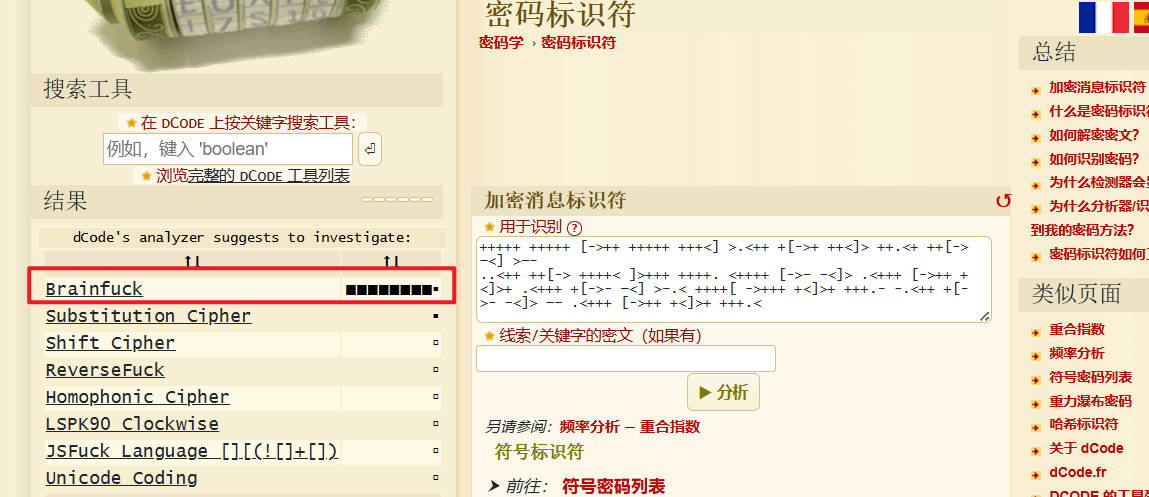 密码标识符
密码学 › 密码标识符
搜索工具
在 DCODE 上按关键字搜索工具:
例如，键入 'boolean'
浏览完整的 DCODE 工具列表
结果
dCode's analyzer suggests to investigate:
↑↓ ↑↓
Brainfuck ■■■■■■■■▪
Substitution Cipher ▪
Shift Cipher ▫
ReverseFuck ▫
Homophonic Cipher ▫
LSPK90 Clockwise ▫
JSFuck Language [][(![]+[])
Unicode Coding ▫
加密消息标识符
用于识别 ?
+++++ +++++ [->++ +++++ +++<] >.<++ +[->+ ++<]> ++.<+ ++[->
-<] >--
..<++ ++[-> ++++< ]>+++ ++++. <++++ [->-- -<]> .<+++ [->++ +
<]>+ .<+++ +[->- -<] >-.< ++++[ ->+++ +<]>+ +++.- -.<++ +[-
>- -<]> -- .<+++ [->++ +<]>+ +++.<
线索/关键字的密文（如果有）
▶ 分析
另请参阅: 频率分析 — 重合指数
符号标识符
➤ 前往: 符号密码列表
总结
加密消息标识符
什么是密码标识符
如何解密密文?
如何识别密码?
为什么检测器会
为什么分析器/识
到我的密码方法?
密码标识符如何
类似页面
重合指数
频率分析
符号密码列表
重力瀑布密码
哈希标识符
关于 dCode
dCode.fr
DCODE 的工具